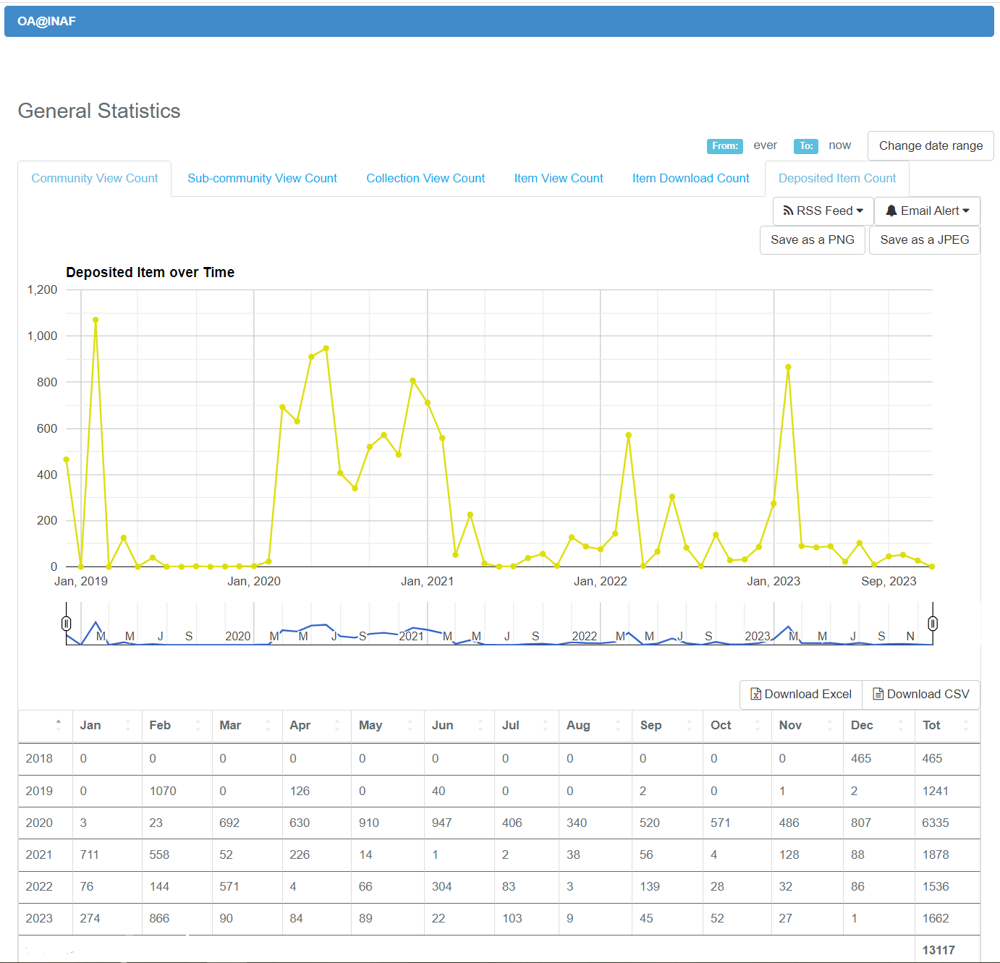 OA@INAF
General Statistics
From: ever To: now Change date range
Community View Count Sub-community View Count Collection View Count Item View Count Item Download Count Deposited Item Count
RSS Feed Email Alert
Save as a PNG Save as a JPEG
Deposited Item over Time
1,200
1,000
800
600
400
200
0
Jan, 2019 Jan, 2020 Jan, 2021 Jan, 2022 Jan, 2023 Sep, 2023
M M J S 2020 M M J S 2021 M M J S 2022 M M J S 2023 M M J S N
Download Excel Download CSV
Jan Feb Mar Apr May Jun Jul Aug Sep Oct Nov Dec Tot
2018 0 0 0 0 0 0 0 0 0 0 0 465 465
2019 0 1070 0 126 0 40 0 0 2 0 1 2 1241
2020 3 23 692 630 910 947 406 340 520 571 486 807 6335
2021 711 558 52 226 14 1 2 38 56 4 128 88 1878
2022 76 144 571 4 66 304 83 3 139 28 32 86 1536
2023 274 866 90 84 89 22 103 9 45 52 27 1 1662
13117